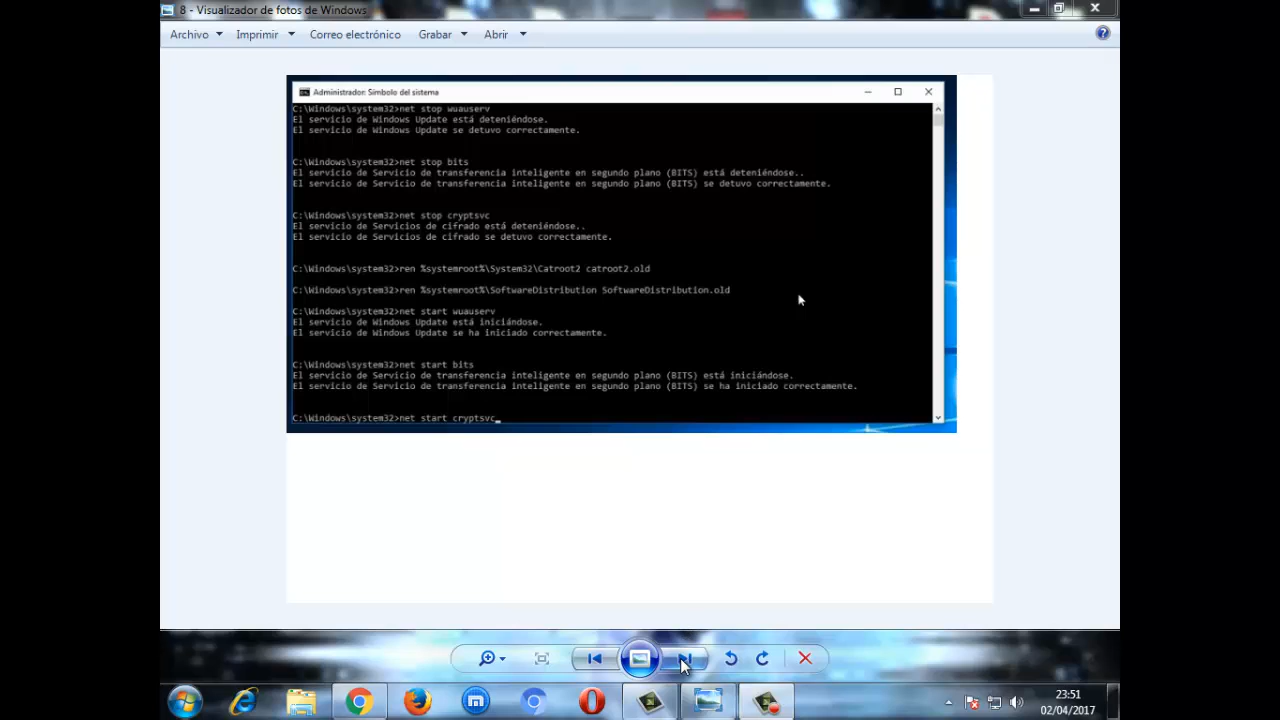 8 - Visualizador de fotos de Windows
Archivo Imprimir Correo electrónico Grabar Abrir
Administrador: Símbolo del sistema
C:\Windows\system32>net stop wuauserv
El servicio de Windows Update está deteniéndose.
El servicio de Windows Update se detuvo correctamente.
C:\Windows\system32>net stop bits
El servicio de Servicio de transferencia inteligente en segundo plano (BITS) está deteniéndose..
El servicio de Servicio de transferencia inteligente en segundo plano (BITS) se detuvo correctamente.
C:\Windows\system32>net stop cryptsvc
El servicio de Servicios de cifrado está deteniéndose..
El servicio de Servicios de cifrado se detuvo correctamente.
C:\Windows\system32>ren %systemroot%\System32\Catroot2 catroot2.old
C:\Windows\system32>ren %systemroot%\SoftwareDistribution SoftwareDistribution.old
C:\Windows\system32>net start wuauserv
El servicio de Windows Update está iniciándose.
El servicio de Windows Update se ha iniciado correctamente.
C:\Windows\system32>net start bits
El servicio de Servicio de transferencia inteligente en segundo plano (BITS) está iniciándose.
El servicio de Servicio de transferencia inteligente en segundo plano (BITS) se ha iniciado correctamente.
C:\Windows\system32>net start cryptsvc_
23:51
02/04/2017